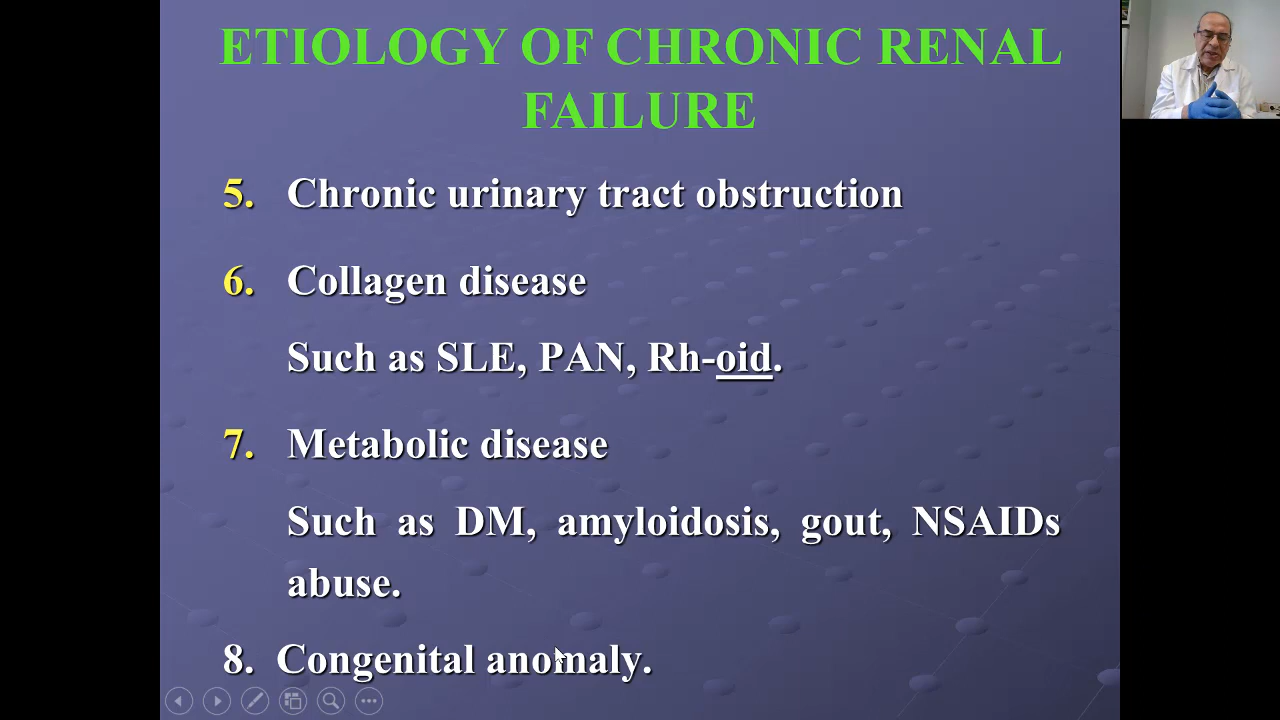 ETIOLOGY OF CHRONIC RENAL
FAILURE
5. Chronic urinary tract obstruction
6. Collagen disease
Such as SLE, PAN, Rh-oid.
7. Metabolic disease
Such as DM, amyloidosis, gout, NSAIDs
abuse.
8. Congenital anomaly.